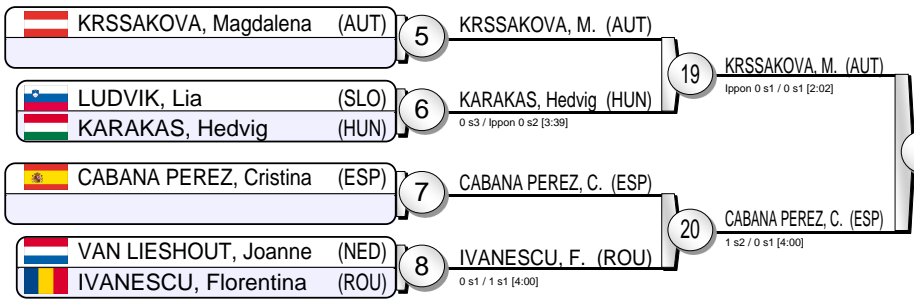 KRSSAKOVA, Magdalena (AUT)
5
KRSSAKOVA, M. (AUT)
19
KRSSAKOVA, M. (AUT)
Ippon 0 s1 / 0 s1 [2:02]
LUDVIK, Lia (SLO)
KARAKAS, Hedvig (HUN)
6
KARAKAS, Hedvig (HUN)
0 s3 / Ippon 0 s2 [3:39]
CABANA PEREZ, Cristina (ESP)
7
CABANA PEREZ, C. (ESP)
20
CABANA PEREZ, C. (ESP)
1 s2 / 0 s1 [4:00]
VAN LIESHOUT, Joanne (NED)
IVANESCU, Florentina (ROU)
8
IVANESCU, F. (ROU)
0 s1 / 1 s1 [4:00]